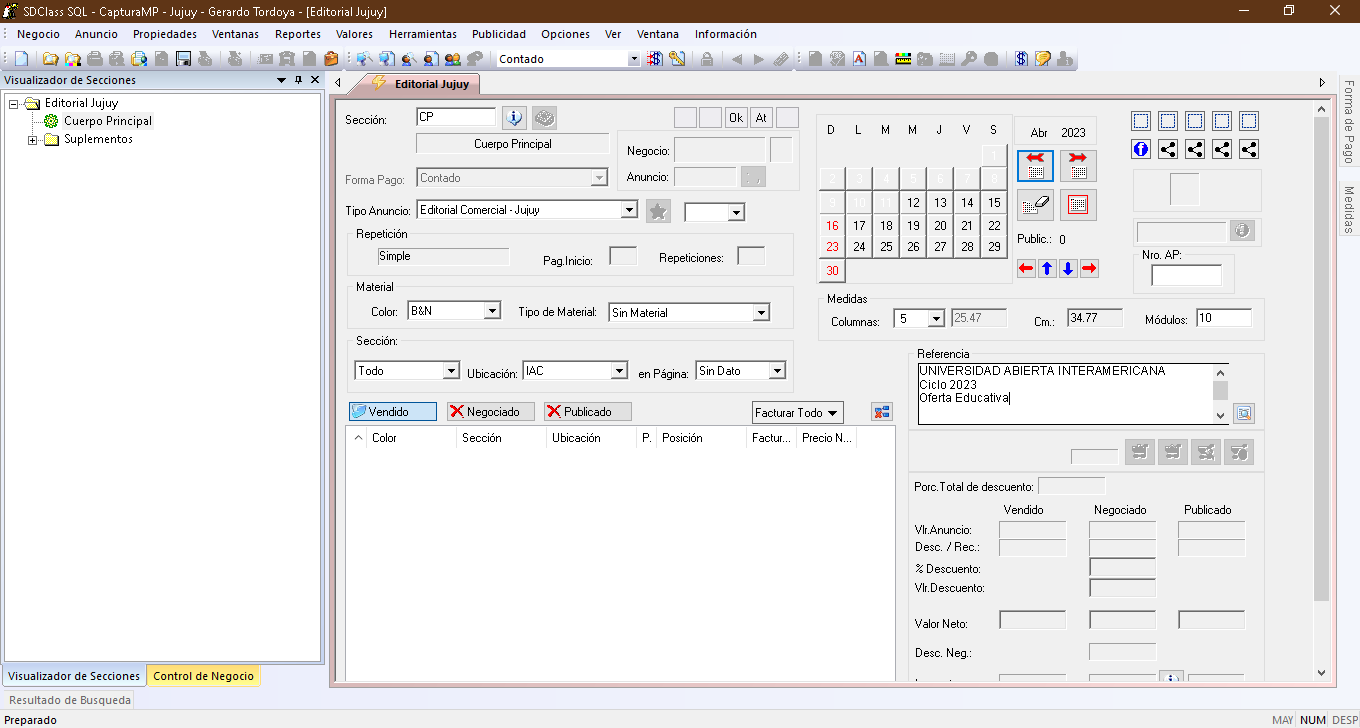 SDClass SQL - CapturaMP - Jujuy - Gerardo Tordoya - [Editorial Jujuy]
Negocio Anuncio Propiedades Ventanas Reportes Valores Herramientas Publicidad Opciones Ver Ventana Información
Contado
Visualizador de Secciones
Editorial Jujuy
Cuerpo Principal
Suplementos
Editorial Jujuy
Sección: CP
Cuerpo Principal
Forma Pago: Contado
Tipo Anuncio: Editorial Comercial - Jujuy
Ok At
Negocio:
Anuncio:
Repetición
Simple
Pag.Inicio: Repeticiones:
Material
Color: B&N Tipo de Material: Sin Material
Sección:
Todo Ubicación: IAC en Página: Sin Dato
Vendido Negociado Publicado Facturar Todo
Color Sección Ubicación P. Posición Factur... Precio N...
D L M M J V S
1
2 3 4 5 6 7 8
9 10 11 12 13 14 15
16 17 18 19 20 21 22
23 24 25 26 27 28 29
30
Abr 2023
Public.: 0
Nro. AP:
Medidas
Columnas: 5 25.47 Cm.: 34.77 Módulos: 10
Referencia
UNIVERSIDAD ABIERTA INTERAMERICANA
Ciclo 2023
Oferta Educativa
Porc.Total de descuento:
Vendido Negociado Publicado
Vlr.Anuncio:
Desc. / Rec.:
% Descuento:
Vlr.Descuento:
Valor Neto:
Desc. Neg.:
Forma de Pago
Medidas
Visualizador de Secciones Control de Negocio
Resultado de Busqueda
Preparado
MAY NUM DESP